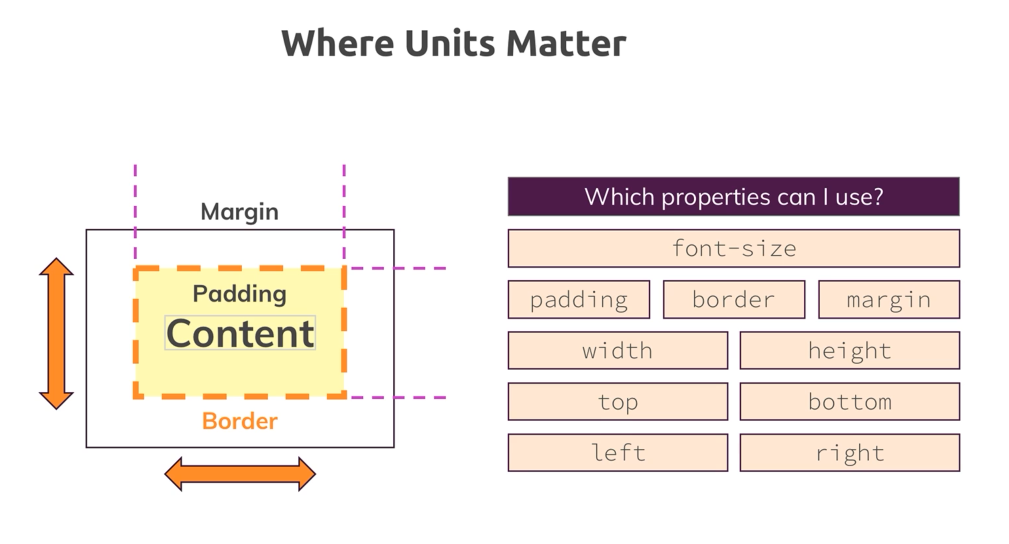 Where Units Matter
Margin
Padding
Content
Border
Which properties can I use?
font-size
padding border margin
width height
top bottom
left right